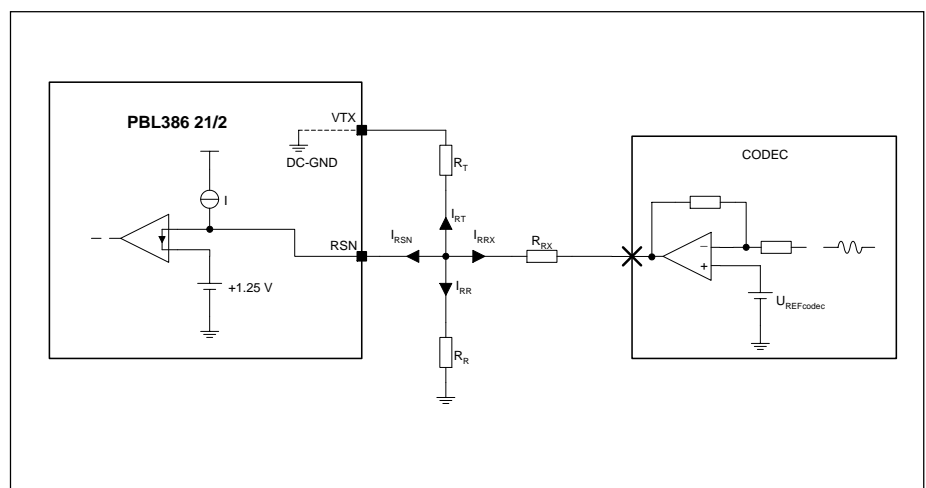 VTX
PBL386 21/2
CODEC
DC-GND
R_T
I
I_RT
I_RSN
I_RRX
R_RX
RSN
–
+
+1.25 V
I_RR
U_REFcodec
R_R